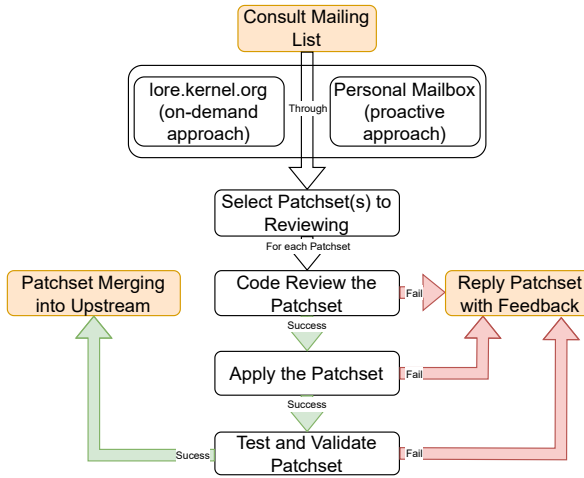 Consult Mailing
List
lore.kernel.org
(on-demand
approach)
Through
Personal Mailbox
(proactive
approach)
Select Patchset(s) to
Reviewing
For each Patchset
Patchset Merging
into Upstream
Code Review the
Patchset
Fail
Reply Patchset
with Feedback
Success
Apply the Patchset
Fail
Success
Sucess
Test and Validate
Patchset
Fail